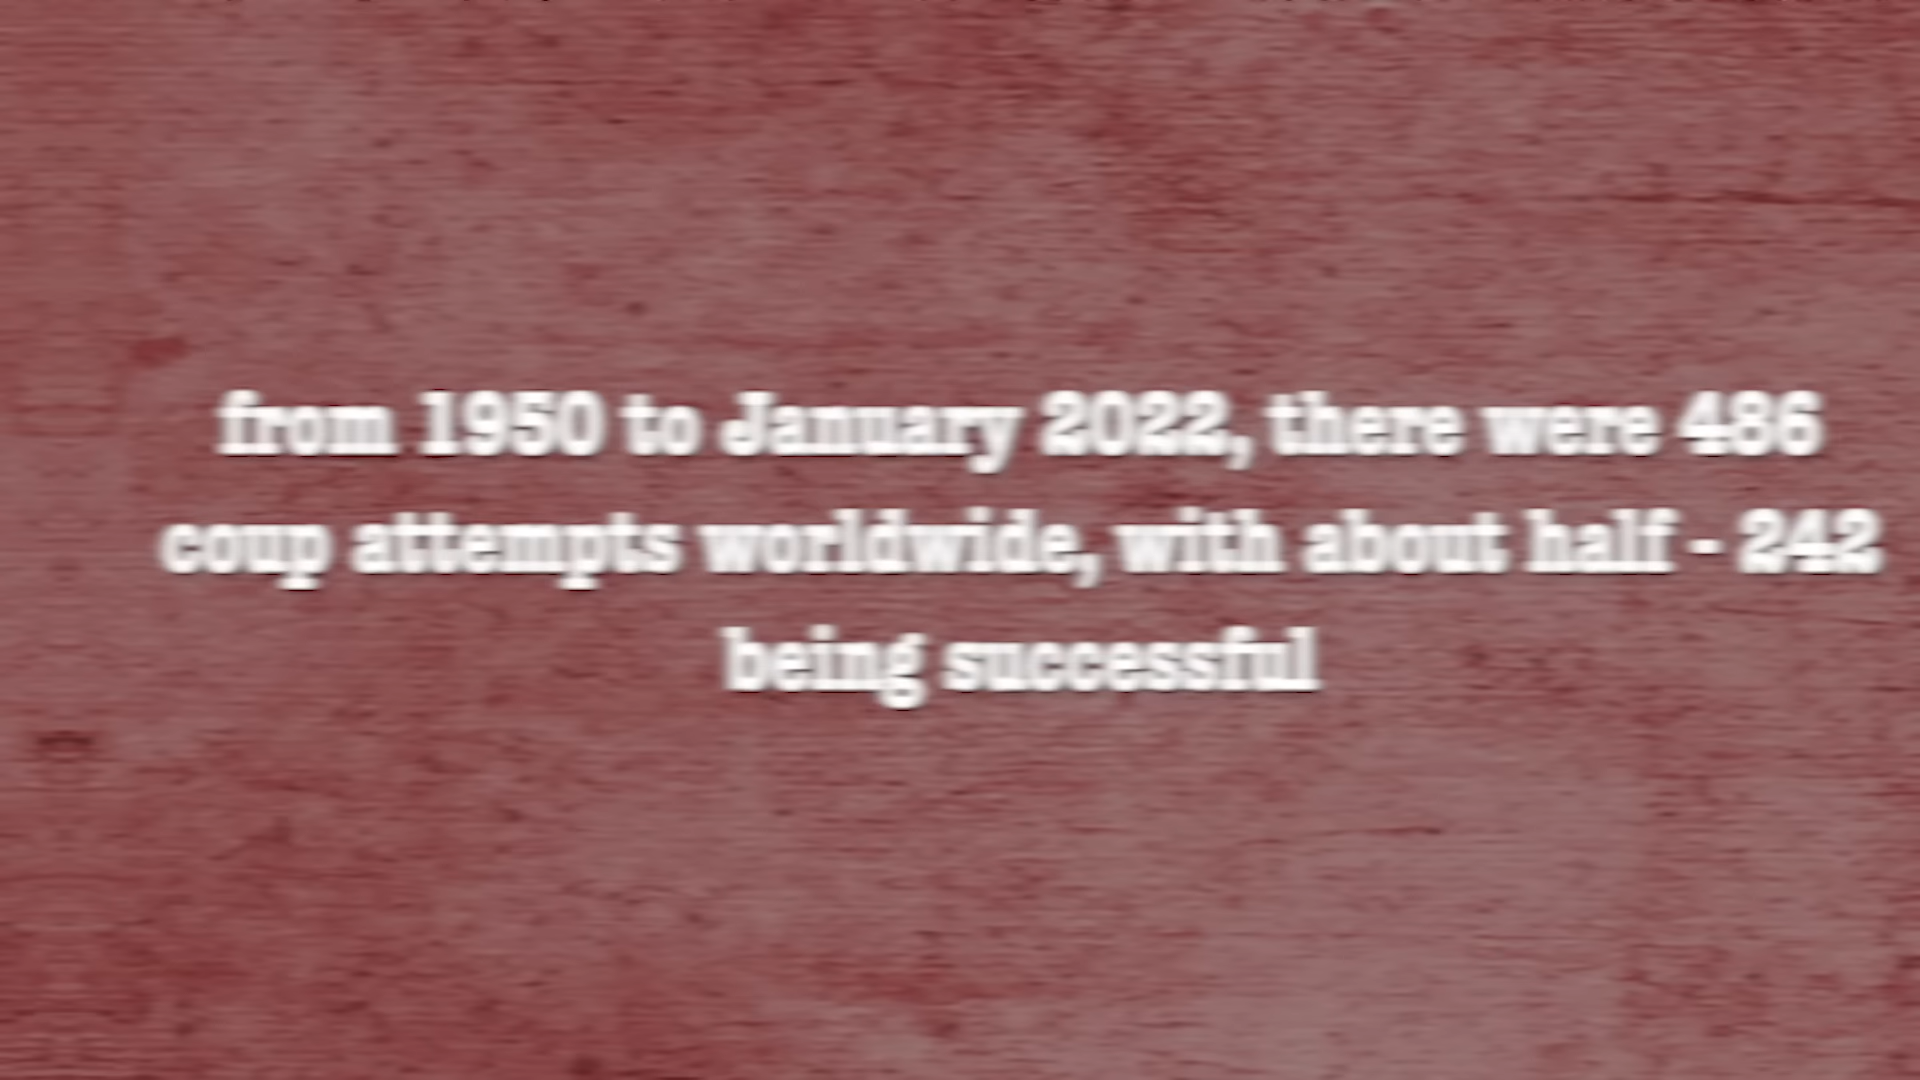 from 1950 to January 2022, there were 486
coup attempts worldwide, with about half - 242
being successful